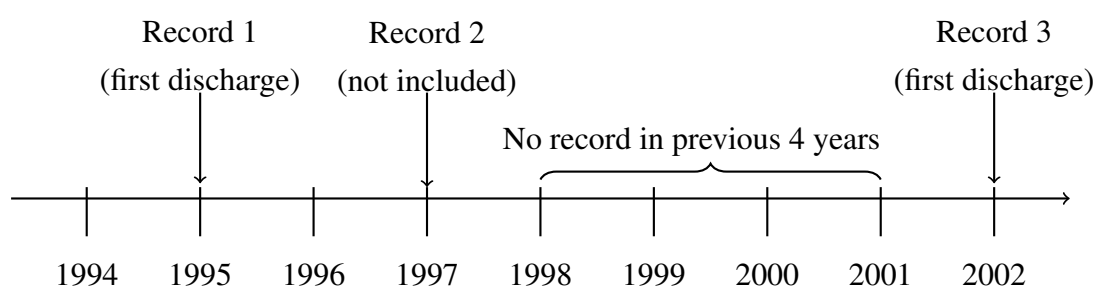 Record 1
(first discharge)
Record 2
(not included)
Record 3
(first discharge)
No record in previous 4 years
1994 1995 1996 1997 1998 1999 2000 2001 2002